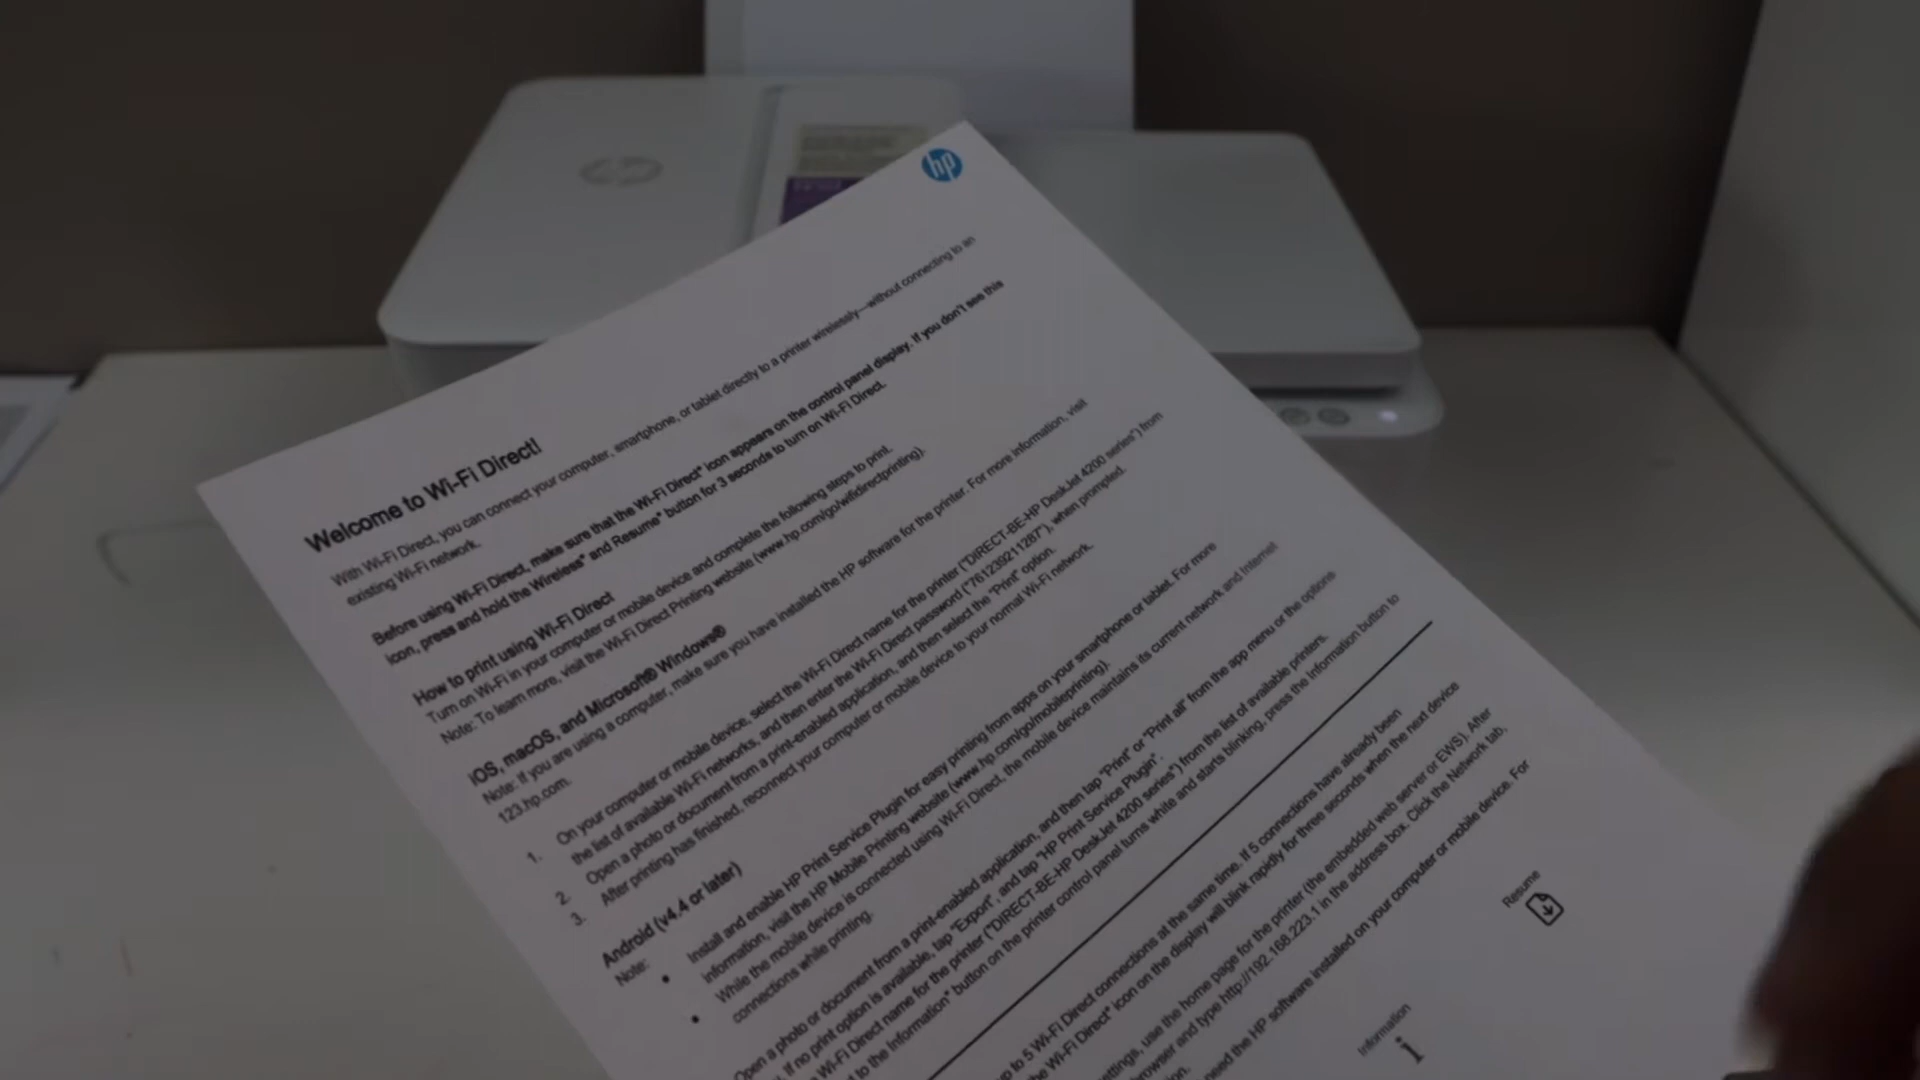 hp
Welcome to Wi-Fi Direct!
With Wi-Fi Direct, you can connect your computer, smartphone, or tablet directly to a printer wirelessly—without connecting to an
existing Wi-Fi network.
Before using Wi-Fi Direct, make sure that the Wi-Fi Direct* icon appears on the control panel display. If you don't see this
icon, press and hold the Wireless* and Resume* button for 3 seconds to turn on Wi-Fi Direct.
How to print using Wi-Fi Direct
Turn on Wi-Fi in your computer or mobile device and complete the following steps to print.
Note: To learn more, visit the Wi-Fi Direct Printing website (www.hp.com/go/wifidirectprinting).
iOS, macOS, and Microsoft® Windows®
Note: If you are using a computer, make sure you have installed the HP software for the printer. For more information, visit
123.hp.com.
1. On your computer or mobile device, select the Wi-Fi Direct name for the printer ("DIRECT-BE-HP DeskJet 4200 series") from
the list of available Wi-Fi networks, and then enter the Wi-Fi Direct password ("761239211287"), when prompted.
2. Open a photo or document from a print-enabled application, and then select the "Print" option.
3. After printing has finished, reconnect your computer or mobile device to your normal Wi-Fi network.
Android (v4.4 or later)
Note:
• Install and enable HP Print Service Plugin for easy printing from apps on your smartphone or tablet. For more
information, visit the HP Mobile Printing website (www.hp.com/go/mobileprinting).
• While the mobile device is connected using Wi-Fi Direct, the mobile device maintains its current network and Internet
connections while printing.
Open a photo or document from a print-enabled application, and then tap "Print" or "Print all" from the app menu or the options
If no print option is available, tap "Export", and tap "HP Print Service Plugin".
Wi-Fi Direct name for the printer ("DIRECT-BE-HP DeskJet 4200 series") from the list of available printers.
to the Information* button on the printer control panel turns white and starts blinking, press the Information button to
up to 5 Wi-Fi Direct connections at the same time. If 5 connections have already been
the Wi-Fi Direct* icon on the display will blink rapidly for three seconds when the next device
settings, use the home page for the printer (the embedded web server or EWS). After
browser and type http://192.168.223.1 in the address box. Click the Network tab,
need the HP software installed on your computer or mobile device. For
Resume
Information
i